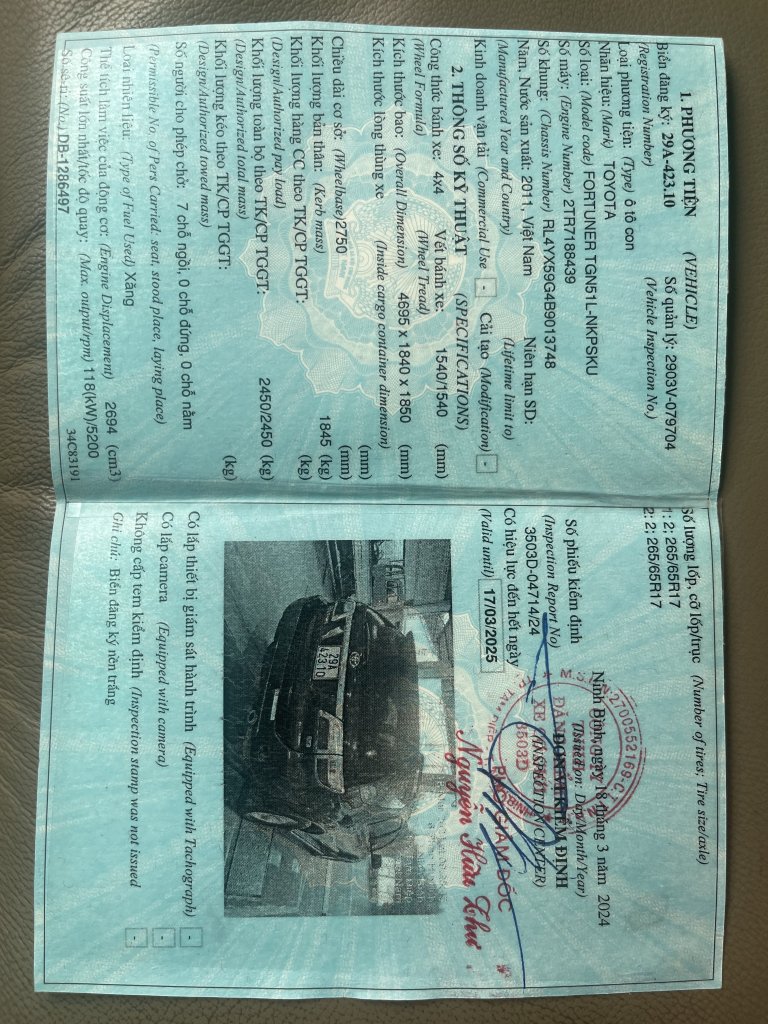 1. PHƯƠNG TIỆN (VEHICLE)
Biển đăng ký: 29A-423.10 Số quản lý: 2903V-079704
(Registration Number) (Vehicle Inspection No.)
Loại phương tiện: (Type) ô tô con
Nhãn hiệu: (Mark) TOYOTA
Số loại: (Model code) FORTUNER TGN51L-NKPSKU
Số máy: (Engine Number) 2TR7188439
Số khung: (Chassis Number) RL4YX59G4B9013748
Năm, Nước sản xuất: 2011, Việt Nam Niên hạn SD:
(Manufactured Year and Country) (Lifetime limit to)
Kinh doanh vận tải (Commercial Use) - Cải tạo (Modification) -
2. THÔNG SỐ KỸ THUẬT (SPECIFICATIONS)
Công thức bánh xe: 4x4 Vết bánh xe: 1540/1540 (mm)
(Wheel Formula) (Wheel Tread)
Kích thước bao: (Overall Dimension) 4695 x 1840 x 1850 (mm)
Kích thước lòng thùng xe (Inside cargo container dimension)
(mm)
Chiều dài cơ sở: (Wheelbase) 2750 (mm)
Khối lượng bản thân: (Kerb mass) 1845 (kg)
Khối lượng hàng CC theo TK/CP TGGT: (kg)
(Design/Authorized pay load)
Khối lượng toàn bộ theo TK/CP TGGT: 2450/2450 (kg)
(Design/Authorized total mass)
Khối lượng kéo theo TK/CP TGGT: (kg)
(Design/Authorized towed mass)
Số người cho phép chở: 7 chỗ ngồi, 0 chỗ đứng, 0 chỗ nằm
(Permissible No. of Pers Carried: seat, stood place, laying place)
Loại nhiên liệu: (Type of Fuel Used) Xăng
Thể tích làm việc của động cơ: (Engine Displacement) 2694 (cm3)
Công suất lớn nhất/tốc độ quay: (Max. output/rpm) 118(kW)/5200
Số sê-ri: (No.) DB-1286497 34C83191
Số lượng lốp, cỡ lốp/trục (Number of tires; Tire size/axle)
1: 2; 265/65R17
2: 2; 265/65R17
Số phiếu kiểm định Ninh Bình, ngày 18 tháng 3 năm 2024
(Inspection Report No) (Issued on: Day/Month/Year)
3503D-04714/24 ĐƠN VỊ KIỂM ĐỊNH
Có hiệu lực đến hết ngày (INSPECTION CENTER)
(Valid until) 17/03/2025
M.S.D.N:2700552169.C.
3503D
PHÓ GIÁM ĐỐC
Nguyễn Hữu Thư
29A
423.10
Có lắp thiết bị giám sát hành trình (Equipped with Tachograph) -
Có lắp camera (Equipped with camera) -
Không cấp tem kiểm định (Inspection stamp was not issued -
Ghi chú: Biển đăng ký nền trắng